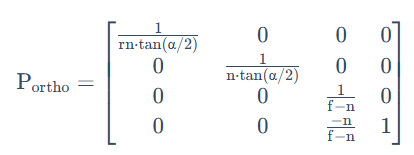 P_ortho = [ 1/(rn·tan(α/2)) 0 0 0
0 1/(n·tan(α/2)) 0 0
0 0 1/(f−n) 0
0 0 −n/(f−n) 1 ]